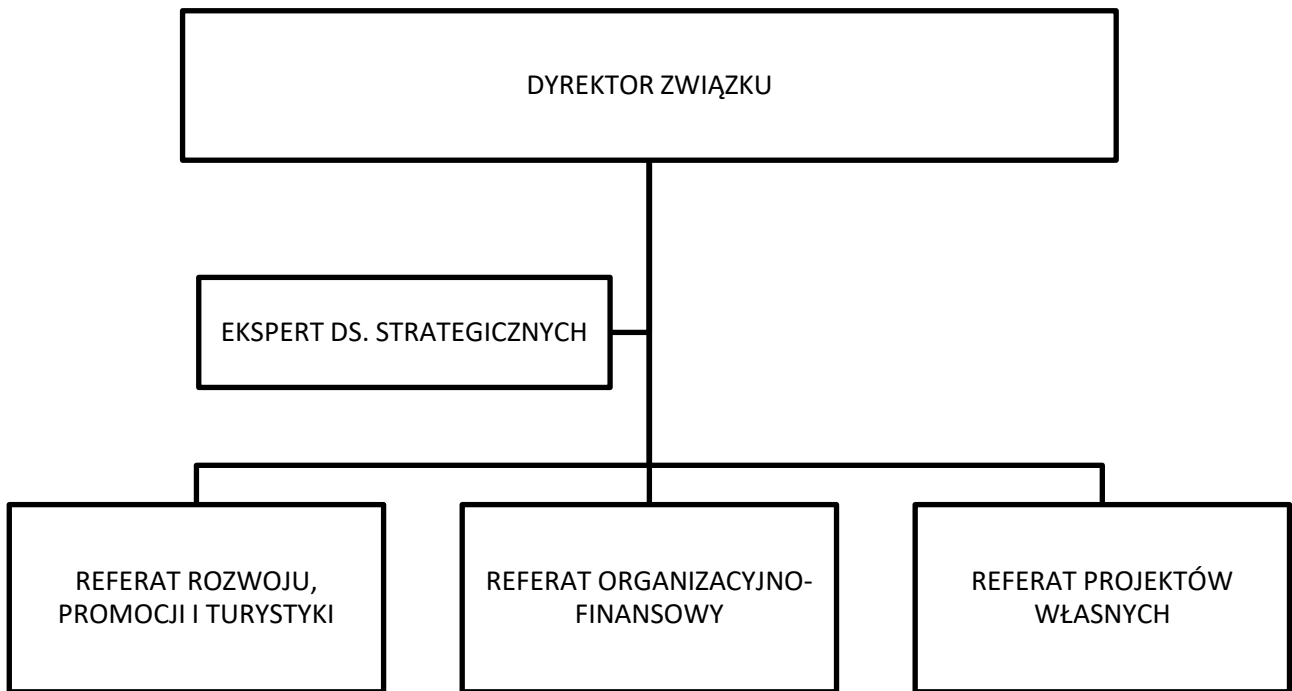 DYREKTOR ZWIĄZKU
EKSPERT DS. STRATEGICZNYCH
REFERAT ROZWOJU,
PROMOCJI I TURYSTYKI
REFERAT ORGANIZACYJNO-
FINANSOWY
REFERAT PROJEKTÓW
WŁASNYCH